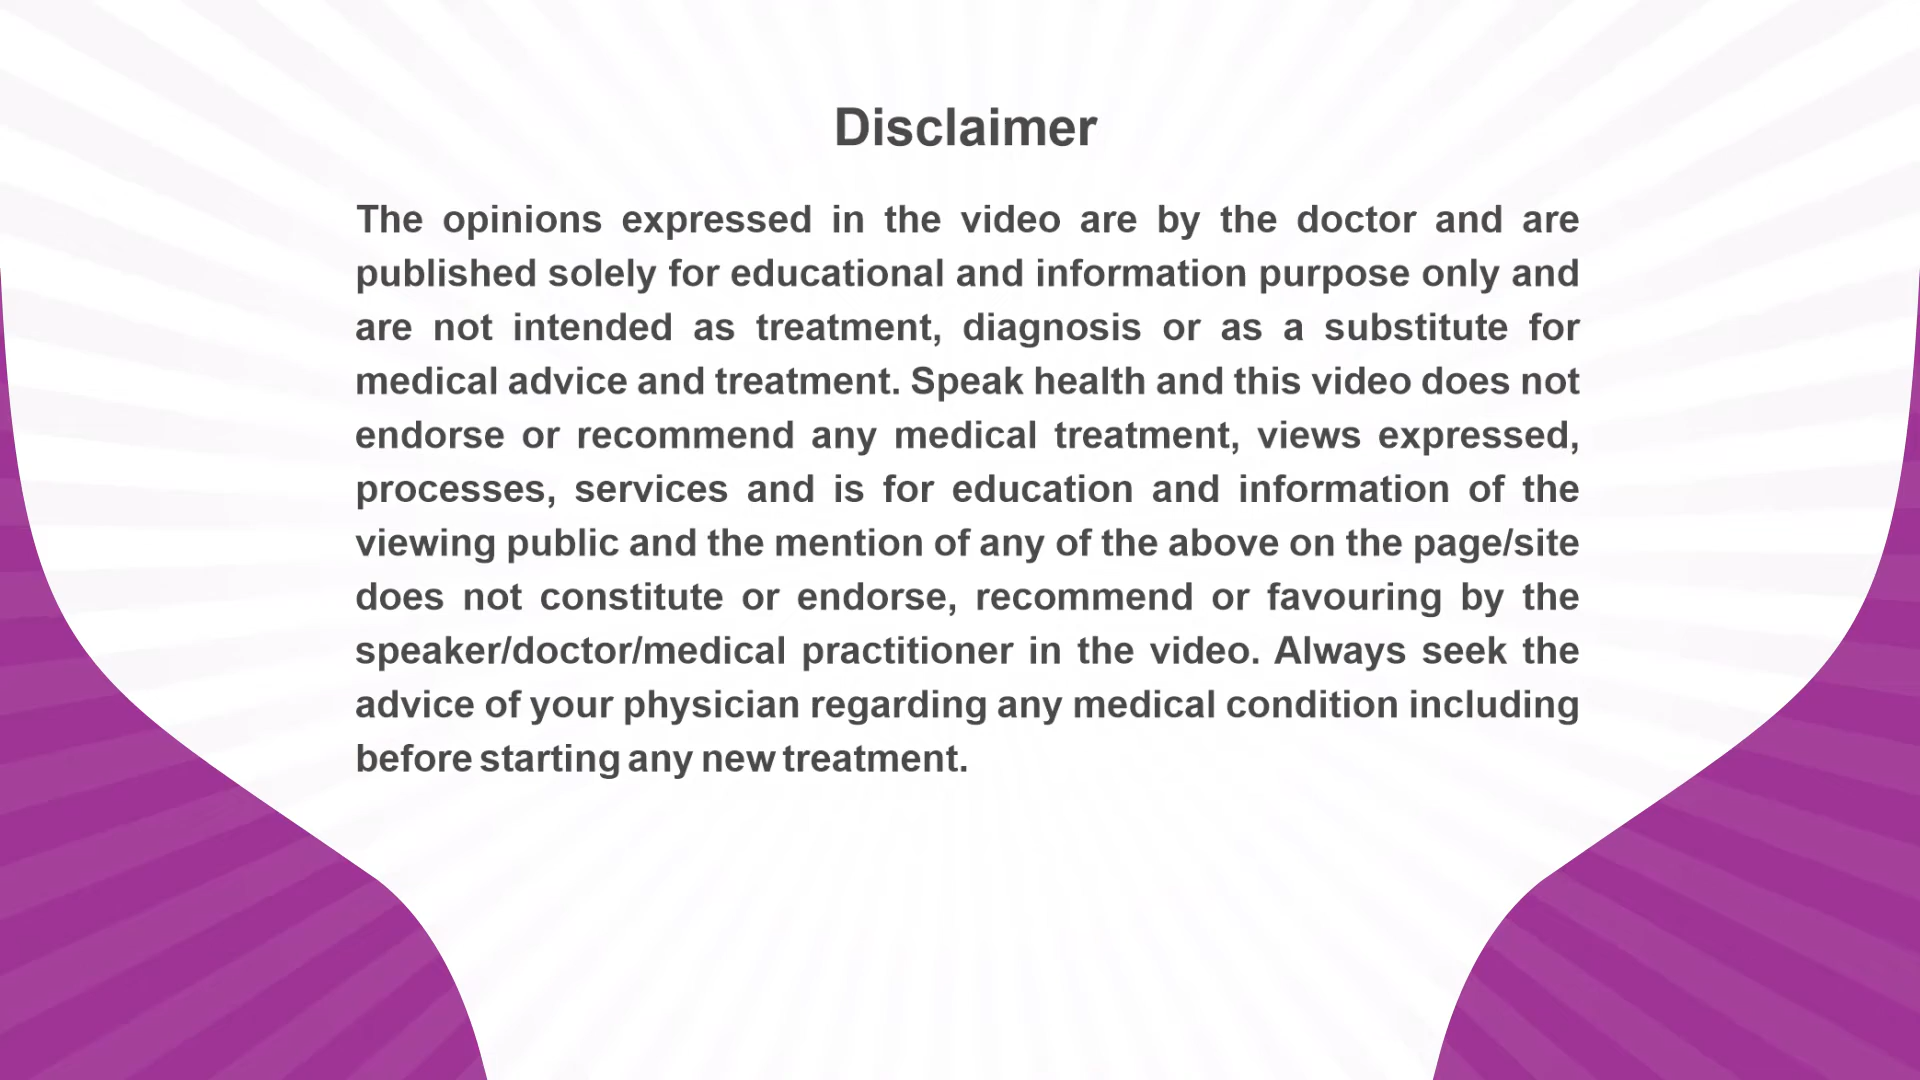 Disclaimer
The opinions expressed in the video are by the doctor and are
published solely for educational and information purpose only and
are not intended as treatment, diagnosis or as a substitute for
medical advice and treatment. Speak health and this video does not
endorse or recommend any medical treatment, views expressed,
processes, services and is for education and information of the
viewing public and the mention of any of the above on the page/site
does not constitute or endorse, recommend or favouring by the
speaker/doctor/medical practitioner in the video. Always seek the
advice of your physician regarding any medical condition including
before starting any new treatment.